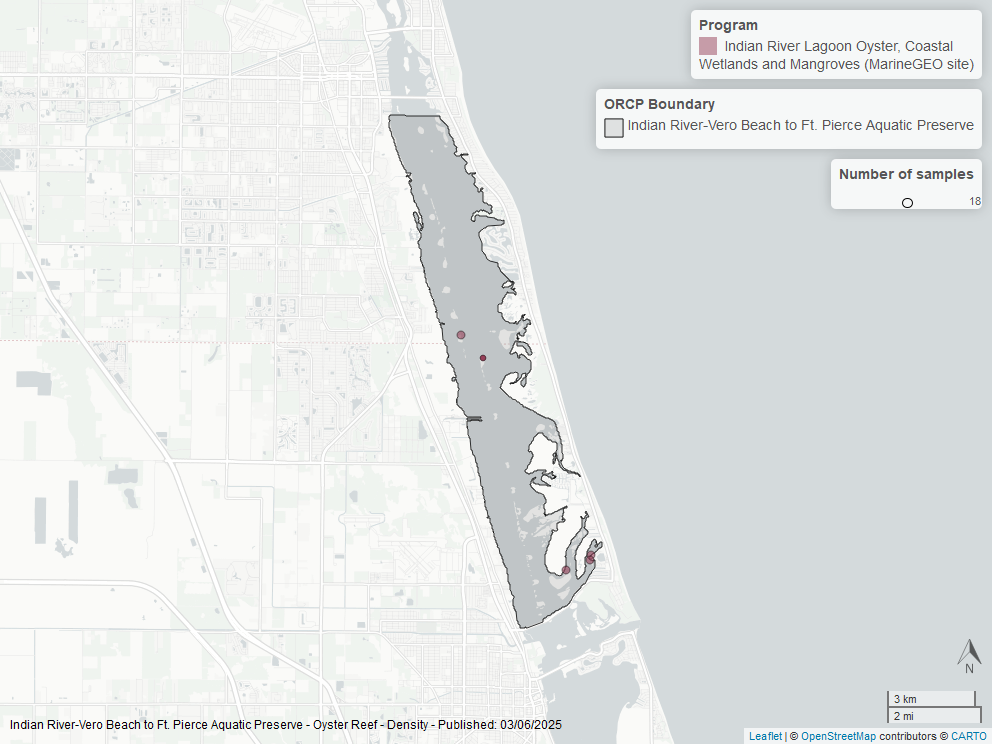 Program
Indian River Lagoon Oyster, Coastal
Wetlands and Mangroves (MarineGEO site)
ORCP Boundary
Indian River-Vero Beach to Ft. Pierce Aquatic Preserve
Number of samples
18
N
3 km
2 mi
Indian River-Vero Beach to Ft. Pierce Aquatic Preserve - Oyster Reef - Density - Published: 03/06/2025
Leaflet | © OpenStreetMap contributors © CARTO